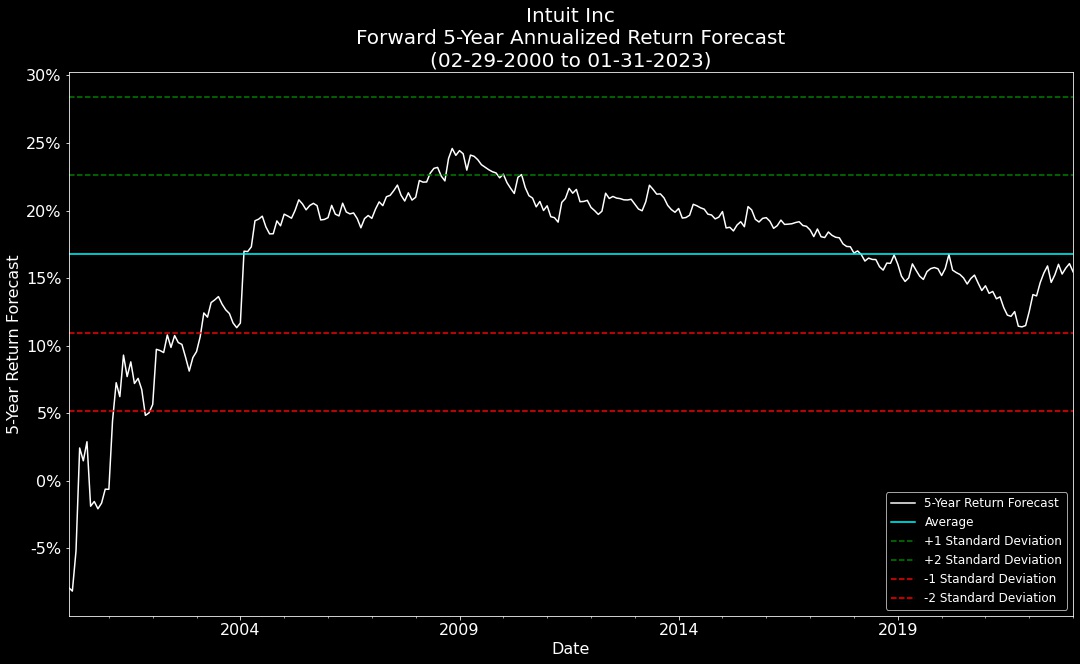 Intuit Inc
Forward 5-Year Annualized Return Forecast
(02-29-2000 to 01-31-2023)
30%
25%
20%
15%
10%
5%
0%
-5%
5-Year Return Forecast
2004
2009
2014
2019
Date
5-Year Return Forecast
Average
+1 Standard Deviation
+2 Standard Deviation
-1 Standard Deviation
-2 Standard Deviation